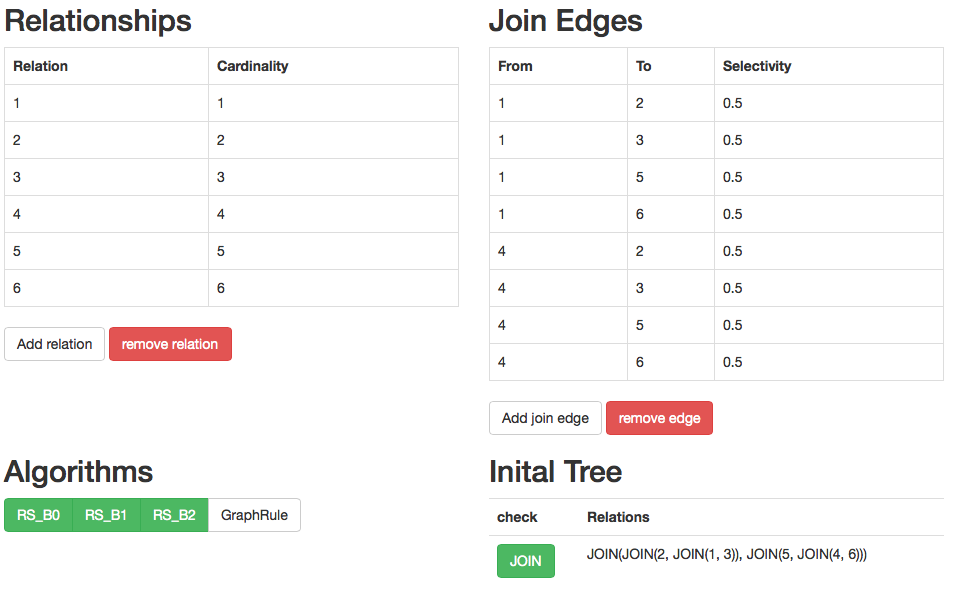 Relationships
Relation Cardinality
1 1
2 2
3 3
4 4
5 5
6 6
Add relation remove relation
Join Edges
From To Selectivity
1 2 0.5
1 3 0.5
1 5 0.5
1 6 0.5
4 2 0.5
4 3 0.5
4 5 0.5
4 6 0.5
Add join edge remove edge
Algorithms
RS_B0 RS_B1 RS_B2 GraphRule
Inital Tree
check Relations
JOIN JOIN(JOIN(2, JOIN(1, 3)), JOIN(5, JOIN(4, 6)))